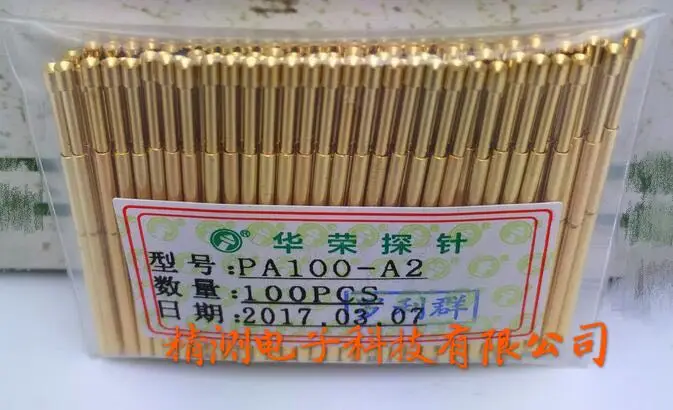 ® 华荣探针
型号:PA100-A2
数量:100PCS
日期:2017.03.07
利群
精测电子科技有限公司